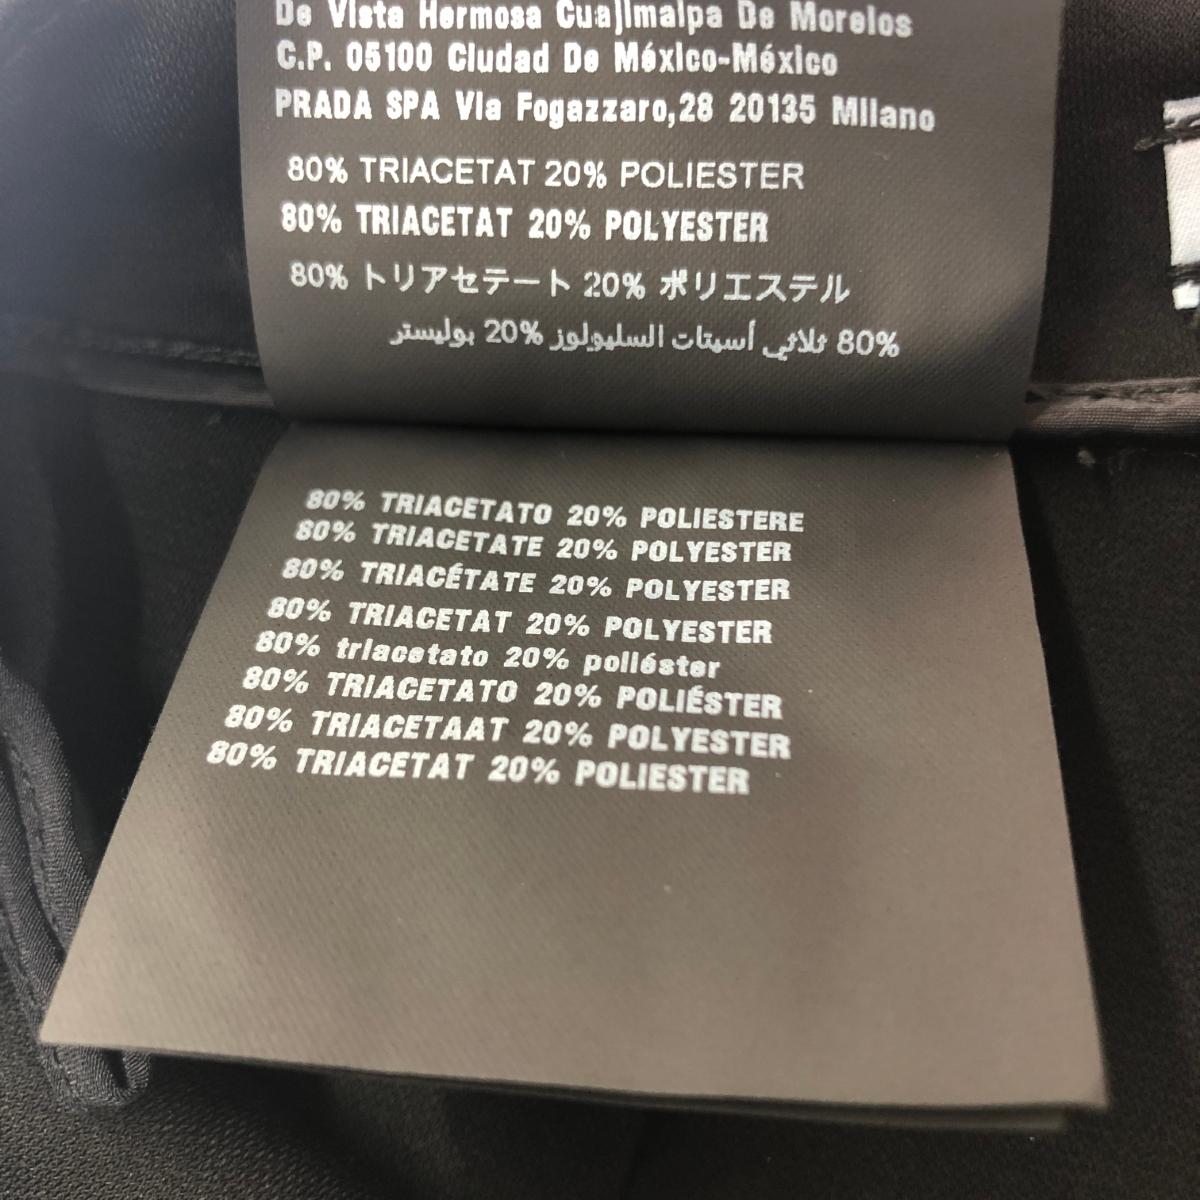 De Vista Hermosa Cuajimalpa De Morelos
C.P. 05100 Ciudad De México-México
PRADA SPA Via Fogazzaro,28 20135 Milano
80% TRIACETAT 20% POLIESTER
80% TRIACETAT 20% POLYESTER
80% トリアセテート 20% ポリエステル
80% ثلاثي أسيتات السليولوز 20% بوليستر
80% TRIACETATO 20% POLIESTERE
80% TRIACETATE 20% POLYESTER
80% TRIACÉTATE 20% POLYESTER
80% TRIACETAT 20% POLYESTER
80% triacetato 20% poliéster
80% TRIACETATO 20% POLIÉSTER
80% TRIACETAAT 20% POLYESTER
80% TRIACETAT 20% POLIESTER